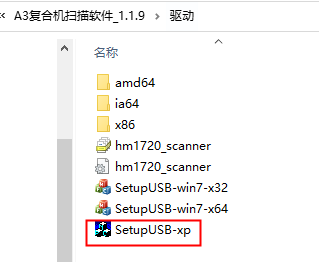 « A3复合机扫描软件_1.1.9 › 驱动
名称
amd64
ia64
x86
hm1720_scanner
hm1720_scanner
SetupUSB-win7-x32
SetupUSB-win7-x64
SetupUSB-xp